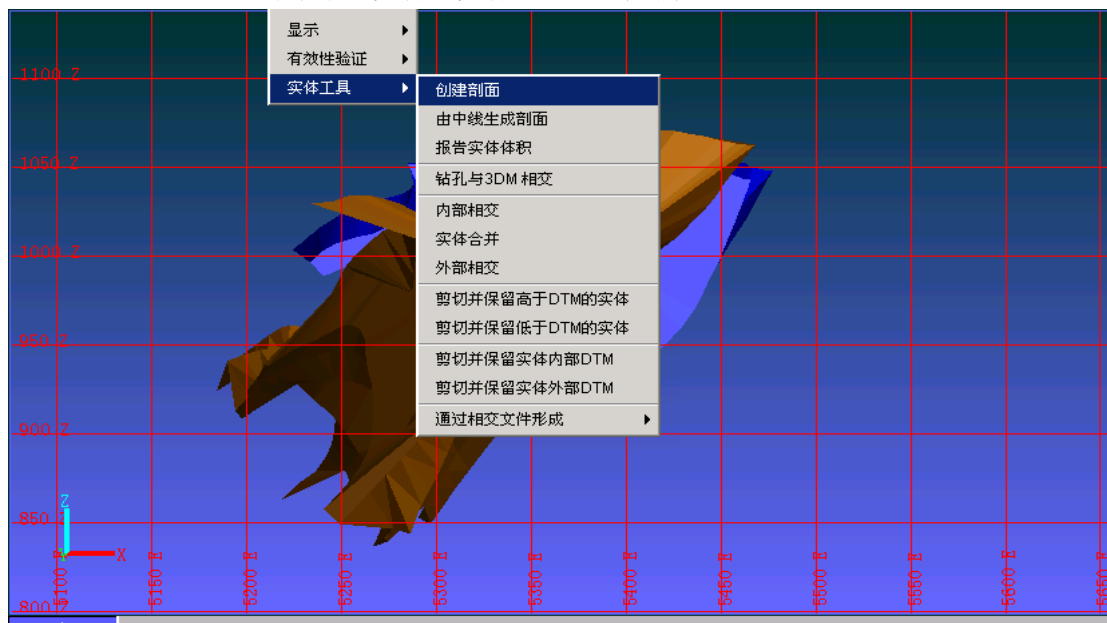 显示
有效性验证
实体工具
创建剖面
由中线生成剖面
报告实体体积
钻孔与3DM 相交
内部相交
实体合并
外部相交
剪切并保留高于DTM的实体
剪切并保留低于DTM的实体
剪切并保留实体内部DTM
剪切并保留实体外部DTM
通过相交文件形成
1100 Z
1050 Z
1000 Z
950 Z
900 Z
850 Z
800 Z
Z
X
5100 E
5150 E
5200 E
5250 E
5300 E
5350 E
5400 E
5450 E
5500 E
5550 E
5600 E
5650 E